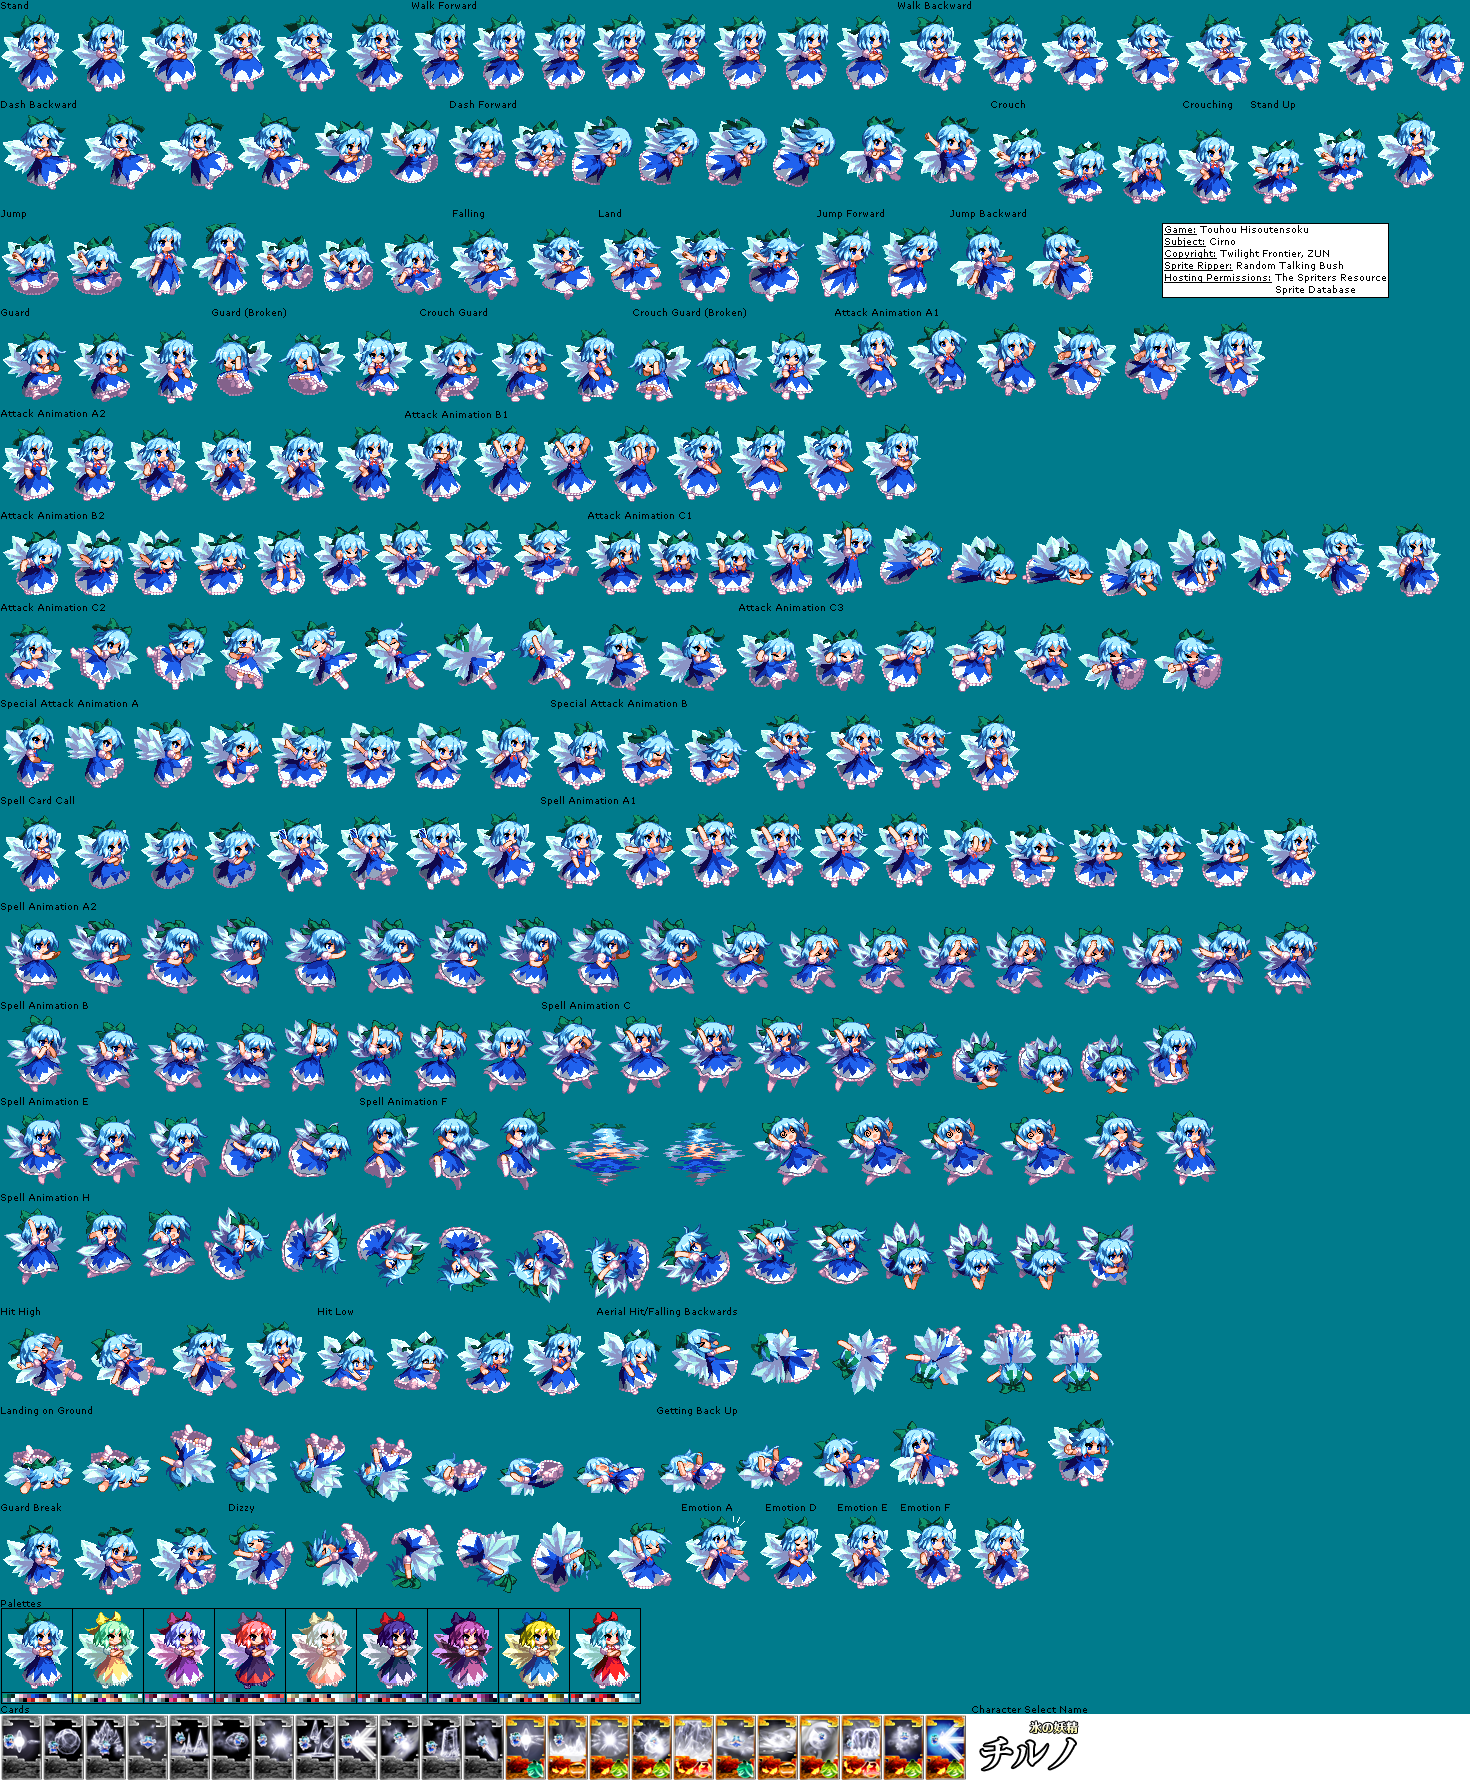 Stand
Walk Forward
Walk Backward
Dash Backward
Dash Forward
Crouch
Crouching
Stand Up
Jump
Falling
Land
Jump Forward
Jump Backward
Game: Touhou Hisoutensoku
Subject: Cirno
Copyright: Twilight Frontier, ZUN
Sprite Ripper: Random Talking Bush
Hosting Permissions: The Spriters Resource
Sprite Database
Guard
Guard (Broken)
Crouch Guard
Crouch Guard (Broken)
Attack Animation A1
Attack Animation A2
Attack Animation B1
Attack Animation B2
Attack Animation C1
Attack Animation C2
Attack Animation C3
Special Attack Animation A
Special Attack Animation B
Spell Card Call
Spell Animation A1
Spell Animation A2
Spell Animation B
Spell Animation C
Spell Animation E
Spell Animation F
Spell Animation H
Hit High
Hit Low
Aerial Hit/Falling Backwards
Landing on Ground
Getting Back Up
Guard Break
Dizzy
Emotion A
Emotion D
Emotion E
Emotion F
Palettes
Cards
Character Select Name
氷の妖精
チルノ